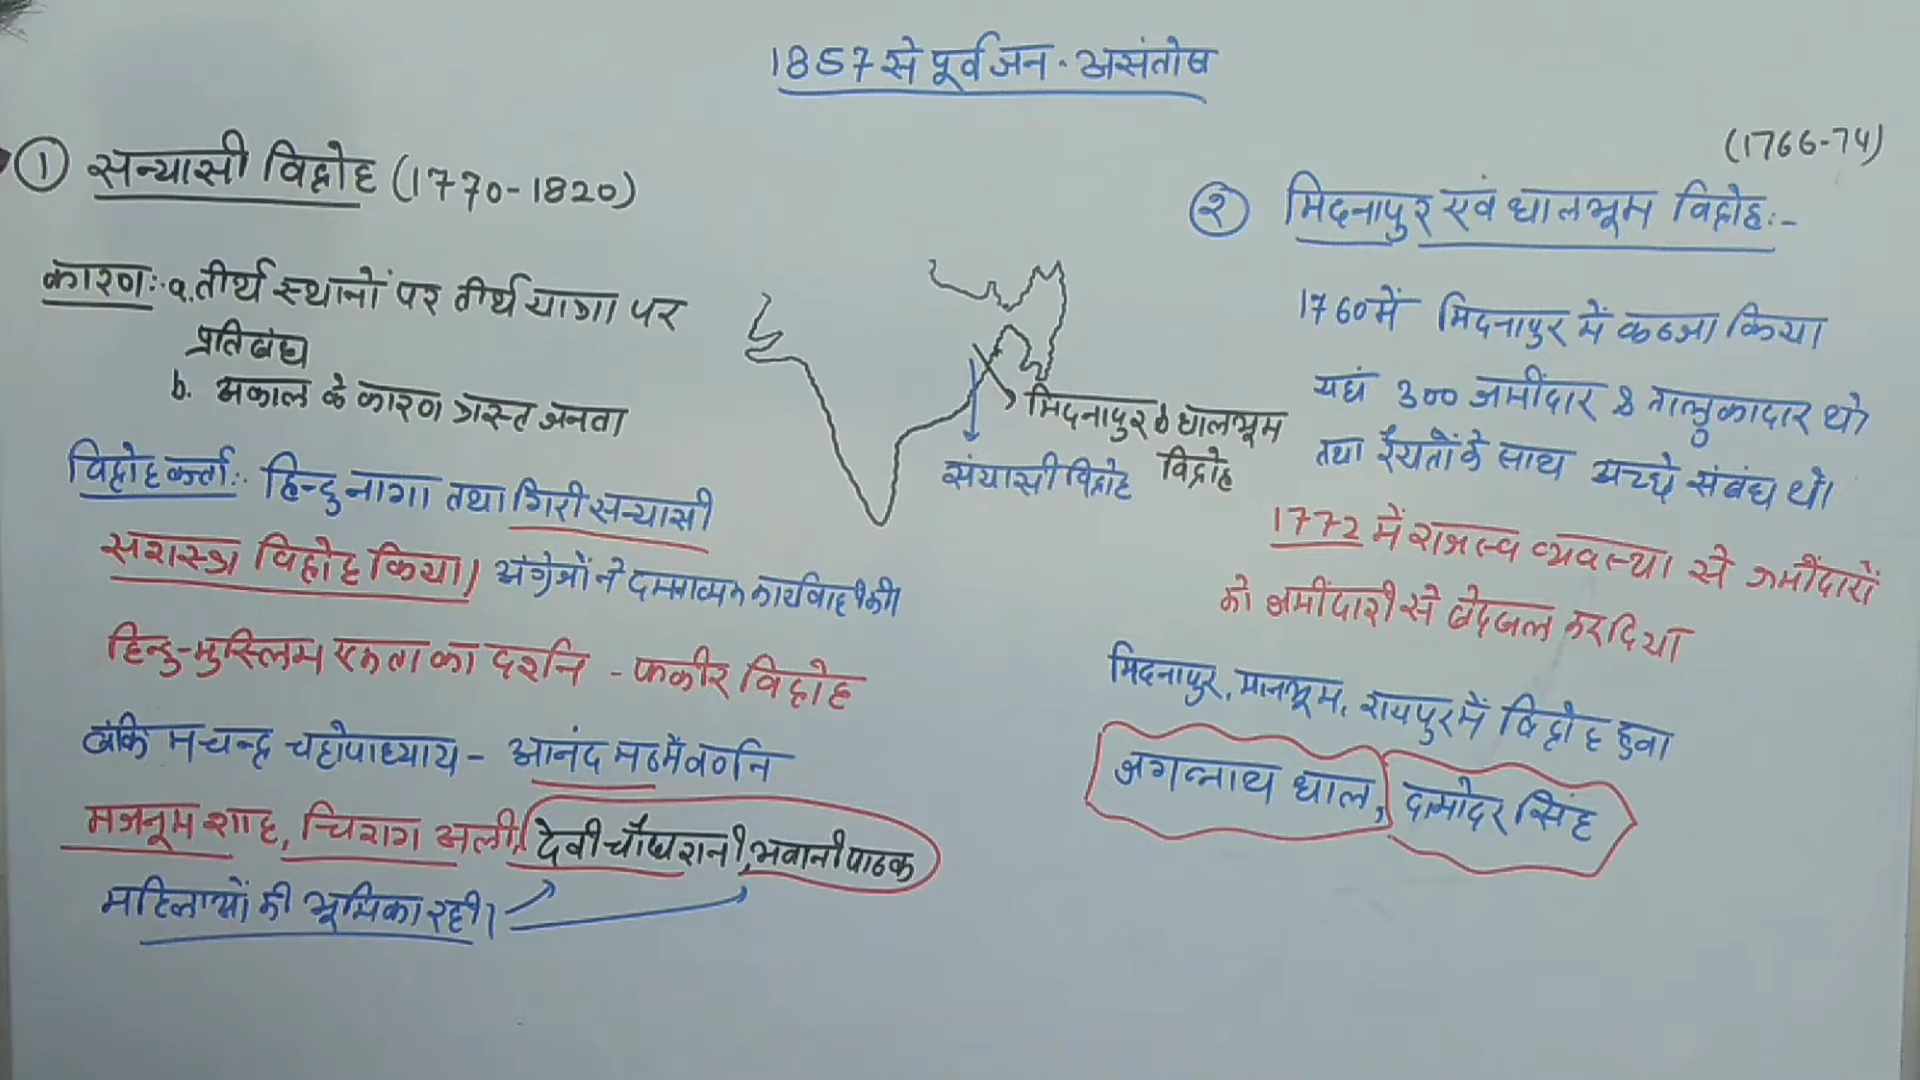 1857 से पूर्व जन-असंतोष
① सन्यासी विद्रोह (1770-1820)
कारण:- a. तीर्थ स्थानों पर तीर्थ यात्रा पर
प्रतिबंध
b. अकाल के कारण त्रस्त जनता
विद्रोहकर्ता:- हिन्दु नागा तथा गिरी सन्यासी
सशस्त्र विद्रोह किया। अंग्रेजों ने दमनात्मक कार्यवाही की।
हिन्दु-मुस्लिम एकता का दर्शन - फकीर विद्रोह
बंकिमचन्द्र चट्टोपाध्याय - आनंद मठ में वर्णन
मजनूम शाह, चिराग अली, देवी चौधरानी, भवानी पाठक
महिलाओं की भूमिका रही।
मिदनापुर & धालभूम
विद्रोह
संयासी विद्रोह
(1766-74)
② मिदनापुर एवं धालभूम विद्रोह:-
1760 में मिदनापुर में कब्जा किया
यहां 300 जमींदार & तालुकादार थे।
तथा रैयतों के साथ अच्छे संबंध थे।
1772 में राजस्व व्यवस्था से जमींदारों
को जमींदारी से बेदखल कर दिया
मिदनापुर, मानभूम, रायपुर में विद्रोह हुवा
जगन्नाथ धाल, दामोदर सिंह